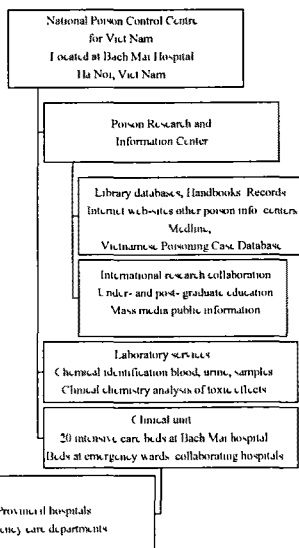 National Poison Control Centre
for Viet Nam
Located at Bach Mai Hospital
Ha Noi, Viet Nam
Poison Research and
Information Center
Library databases, Handbooks Records
Internet web-sites other poison info centers
Medline,
Vietnamese Poisoning Case Database
International research collaboration
Under- and post- graduate education
Mass media public information
Laboratory services
Chemical identification blood, urine, samples
Clinical chemistry analysis of toxic effects
Clinical unit
20 intensive care beds at Bach Mai hospital
Beds at emergency wards collaborating hospitals
Provincial hospitals
ency care departments